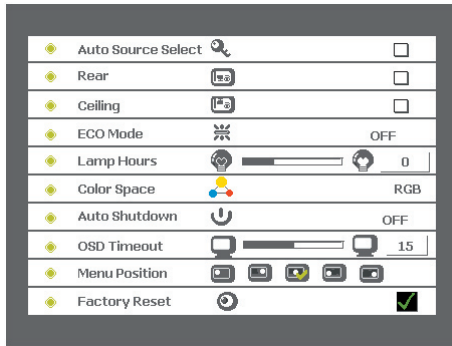 Auto Source Select
Rear
Ceiling
ECO Mode OFF
Lamp Hours 0
Color Space RGB
Auto Shutdown OFF
OSD Timeout 15
Menu Position
Factory Reset